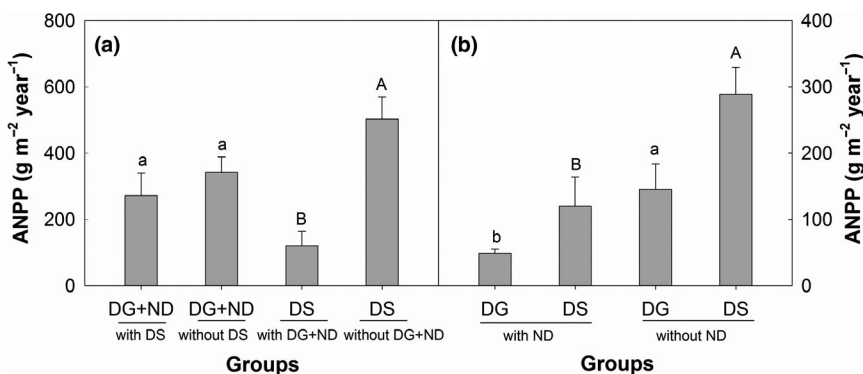 (a)
ANPP (g m⁻² year⁻¹)
800
600
400
200
0
a
a
B
A
DG+ND DG+ND DS DS
with DS without DS with DG+ND without DG+ND
Groups
(b)
b
B
a
A
DG DS DG DS
with ND without ND
Groups
400
300
200
100
0
ANPP (g m⁻² year⁻¹)